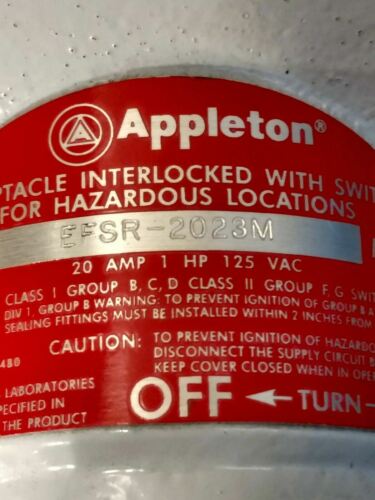 Appleton®
PTACLE INTERLOCKED WITH SWIT
FOR HAZARDOUS LOCATIONS
EFSR-2023M
20 AMP 1 HP 125 VAC
CLASS I GROUP B, C, D CLASS II GROUP F, G SWIT
DIV 1, GROUP B WARNING: TO PREVENT IGNITION OF GROUP B A
SEALING FITTINGS MUST BE INSTALLED WITHIN 2 INCHES FROM
CAUTION: TO PREVENT IGNITION OF HAZARDO
480 DISCONNECT THE SUPPLY CIRCUIT B
KEEP COVER CLOSED WHEN IN OPER
LABORATORIES
PECIFIED IN
THE PRODUCT
OFF ← TURN